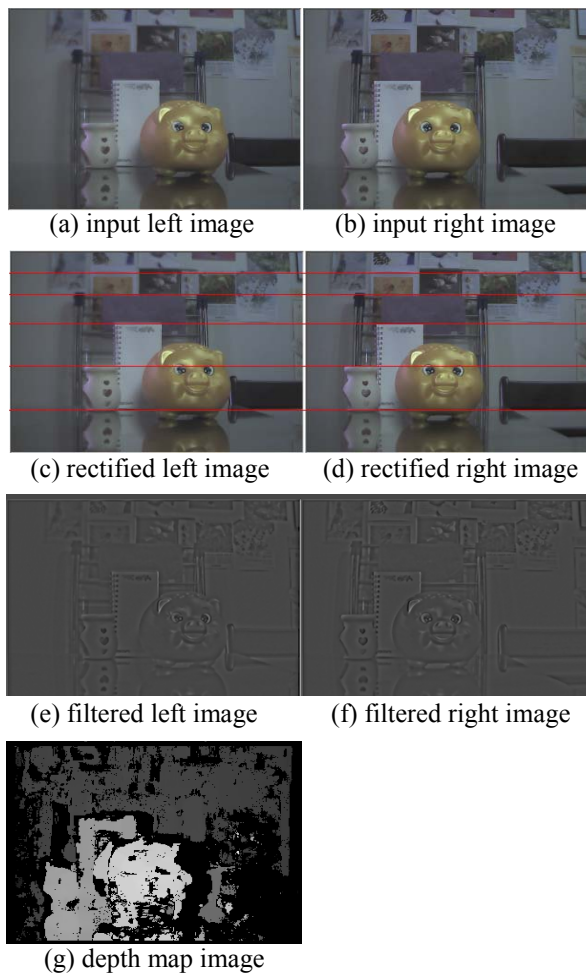 (a) input left image
(b) input right image
(c) rectified left image
(d) rectified right image
(e) filtered left image
(f) filtered right image
(g) depth map image